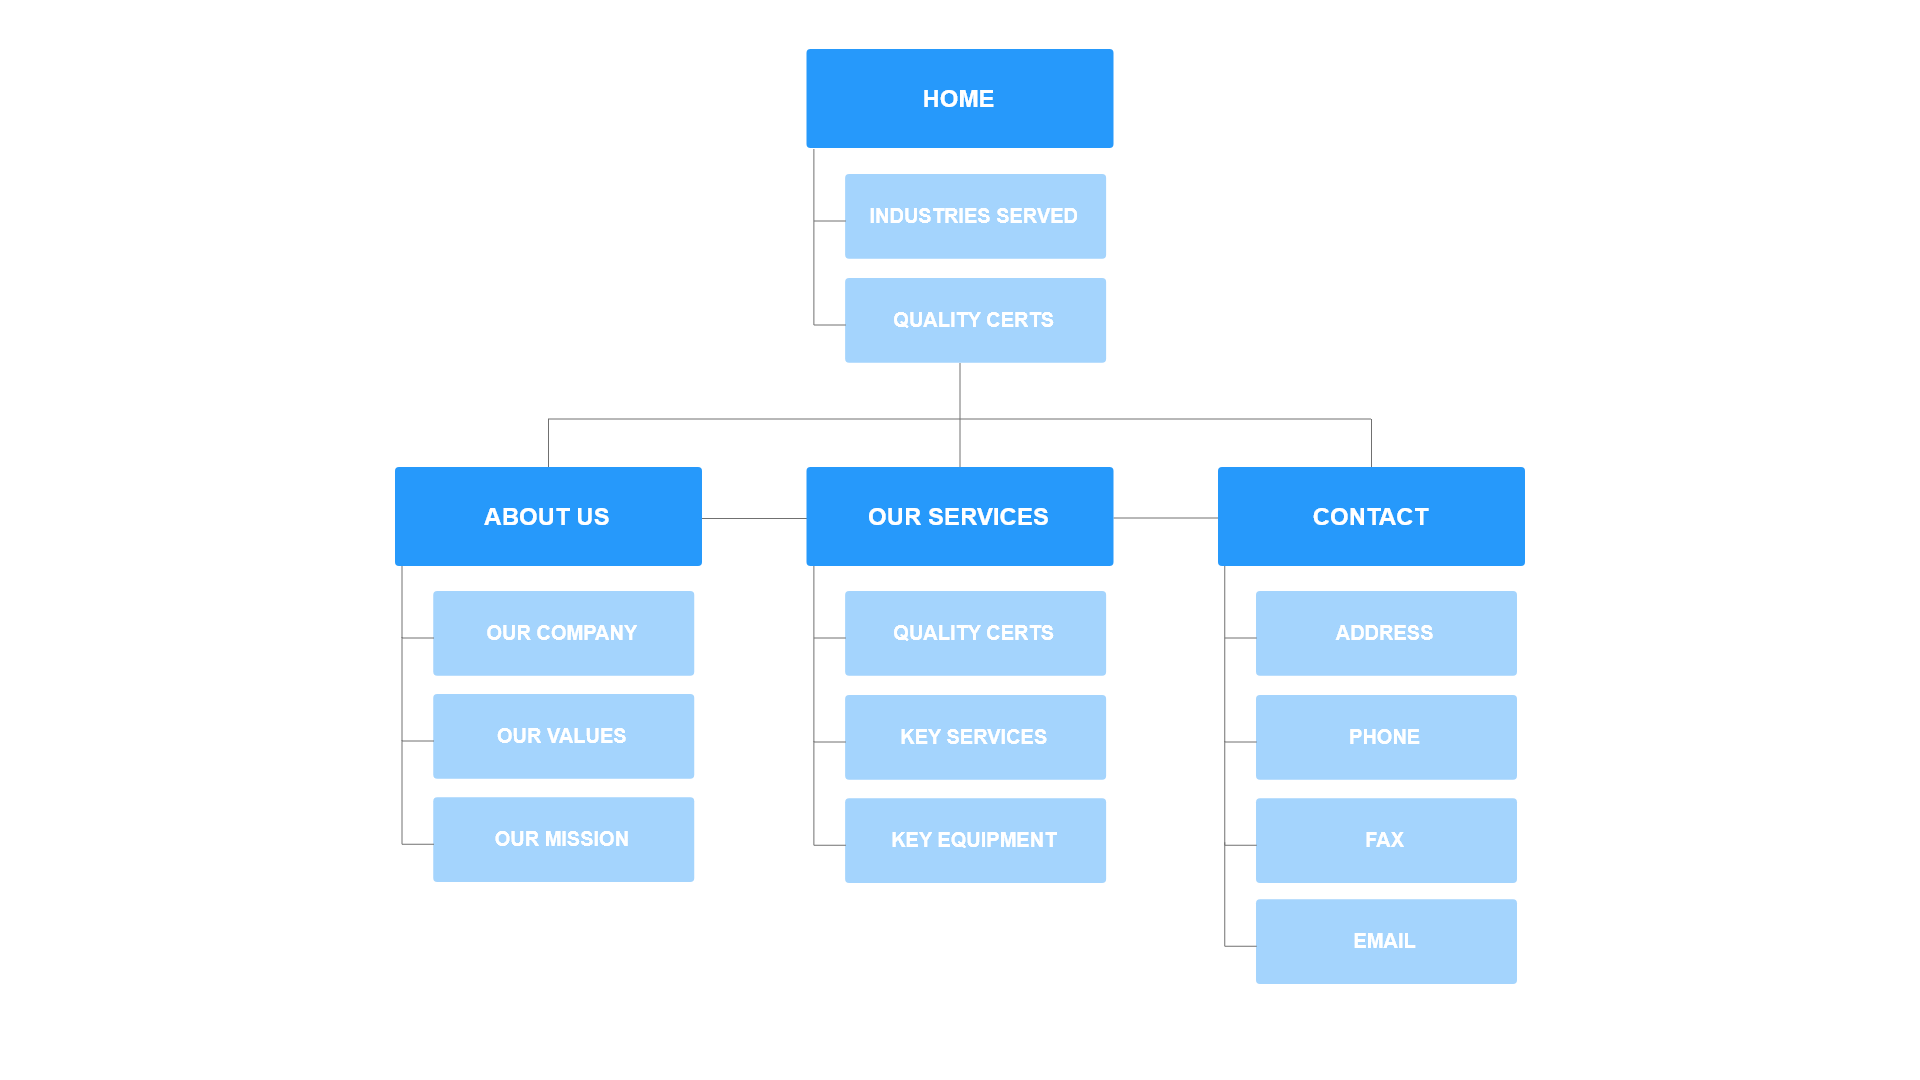 HOME
INDUSTRIES SERVED
QUALITY CERTS
ABOUT US
OUR COMPANY
OUR VALUES
OUR MISSION
OUR SERVICES
QUALITY CERTS
KEY SERVICES
KEY EQUIPMENT
CONTACT
ADDRESS
PHONE
FAX
EMAIL